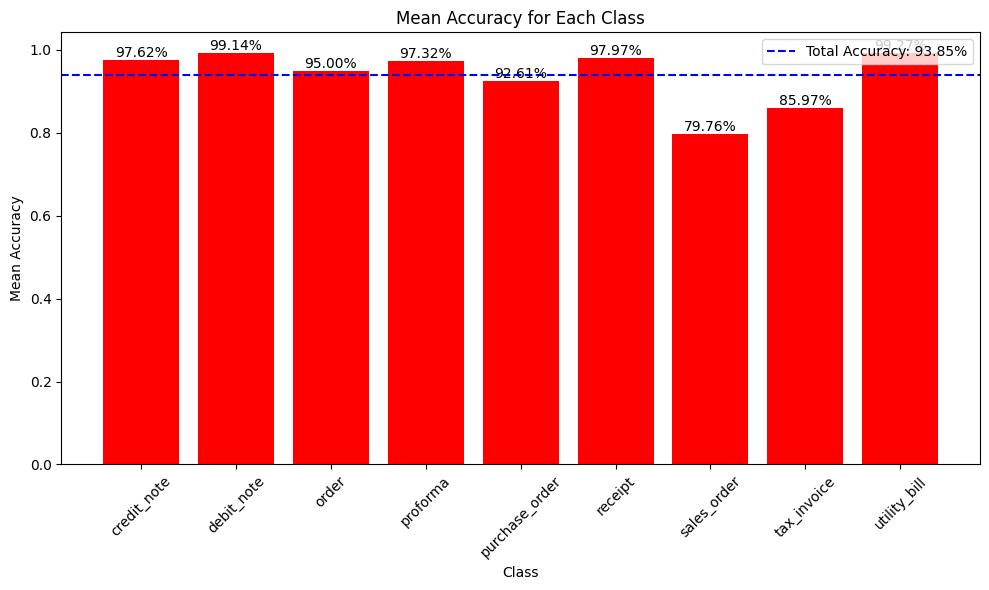 Mean Accuracy for Each Class
Total Accuracy: 93.85%
97.62%
99.14%
95.00%
97.32%
92.61%
97.97%
79.76%
85.97%
99.27%
1.0
0.8
0.6
0.4
0.2
0.0
Mean Accuracy
credit_note
debit_note
order
proforma
purchase_order
receipt
sales_order
tax_invoice
utility_bill
Class